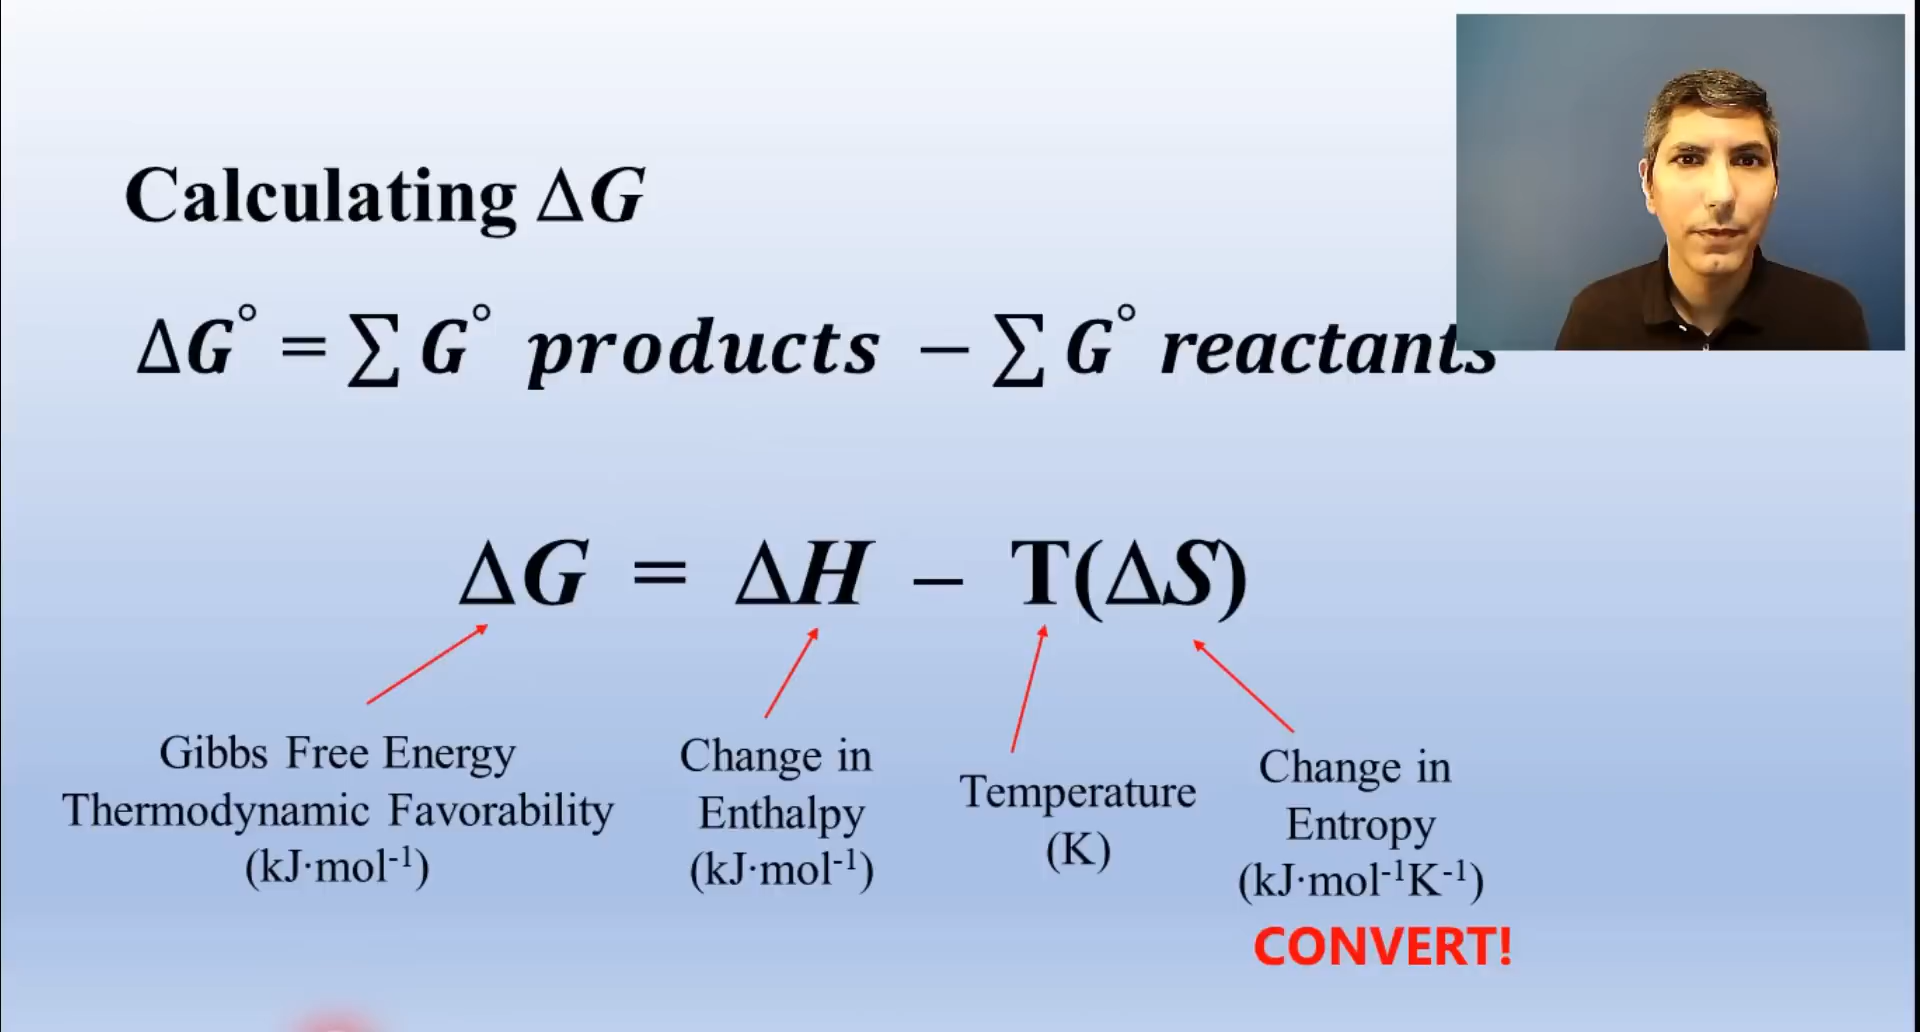 Calculating ΔG
ΔG° = ∑ G° products − ∑ G° reactants
ΔG = ΔH – T(ΔS)
Gibbs Free Energy
Thermodynamic Favorability
(kJ·mol⁻¹)
Change in
Enthalpy
(kJ·mol⁻¹)
Temperature
(K)
Change in
Entropy
(kJ·mol⁻¹K⁻¹)
CONVERT!